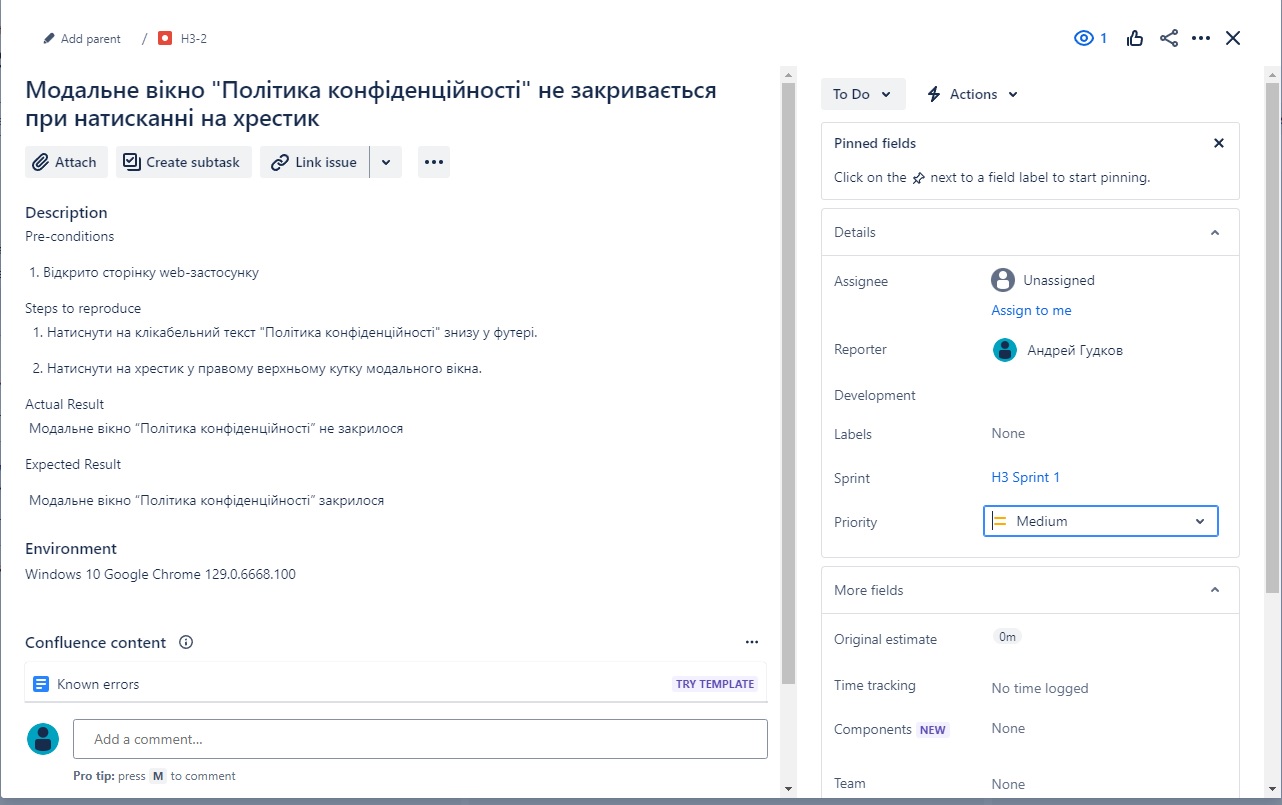 Add parent / H3-2
1
Модальне вікно "Політика конфіденційності" не закривається
при натисканні на хрестик
Attach Create subtask Link issue
Description
Pre-conditions
1. Відкрито сторінку web-застосунку
Steps to reproduce
1. Натиснути на клікабельний текст "Політика конфіденційності" знизу у футері.
2. Натиснути на хрестик у правому верхньому кутку модального вікна.
Actual Result
Модальне вікно “Політика конфіденційності” не закрилося
Expected Result
Модальне вікно “Політика конфіденційності” закрилося
Environment
Windows 10 Google Chrome 129.0.6668.100
Confluence content
Known errors TRY TEMPLATE
Add a comment...
Pro tip: press M to comment
To Do Actions
Pinned fields
Click on the next to a field label to start pinning.
Details
Assignee Unassigned
Assign to me
Reporter Андрей Гудков
Development
Labels None
Sprint H3 Sprint 1
Priority Medium
More fields
Original estimate 0m
Time tracking No time logged
Components NEW None
Team None